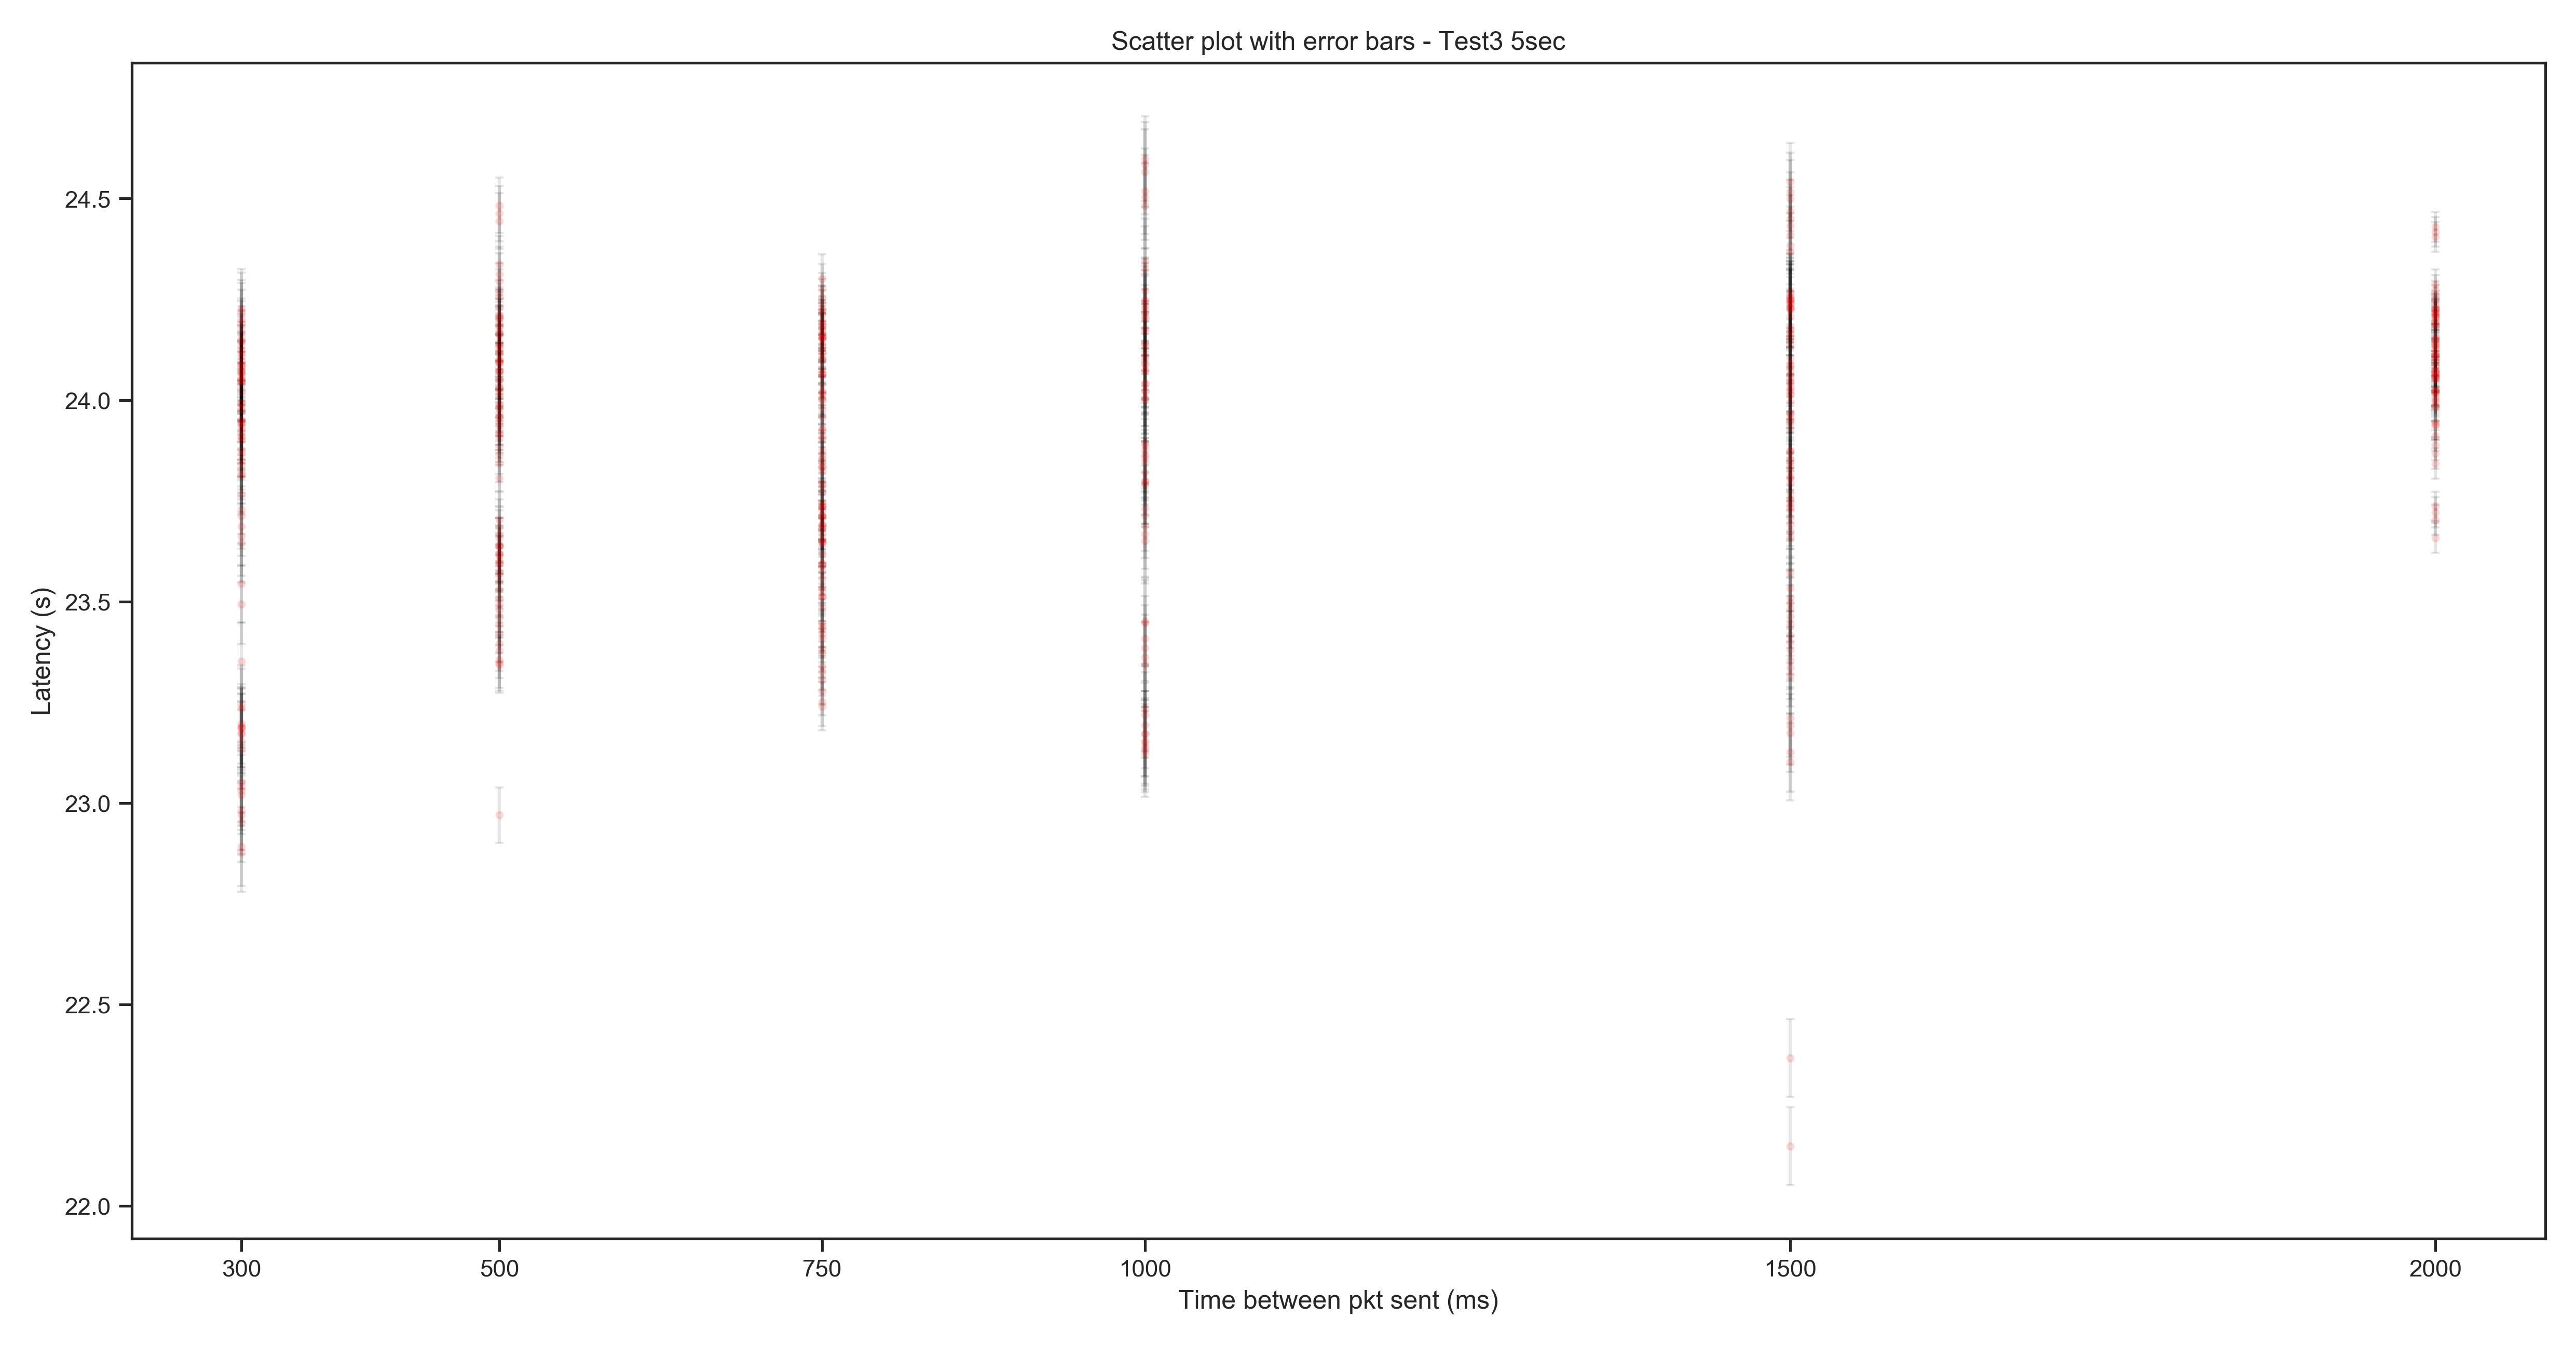 Scatter plot with error bars - Test3 5sec
Latency (s)
24.5
24.0
23.5
23.0
22.5
22.0
300 500 750 1000 1500 2000
Time between pkt sent (ms)